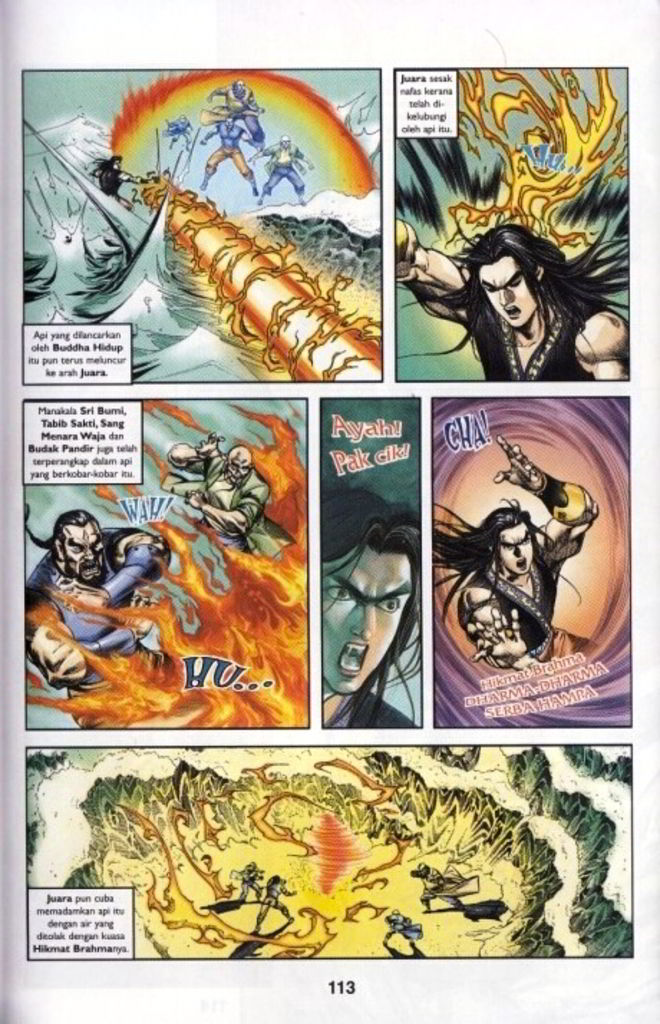 Api yang dilancarkan
oleh Buddha Hidup
itu pun terus meluncur
ke arah Juara.
Juara sesak
nafas kerana
telah di-
kelubungi
oleh api itu.
HU...
Manakala Sri Bumi,
Tabib Sakti, Sang
Menara Waja dan
Budak Pandir juga telah
terperangkap dalam api
yang berkobar-kobar itu.
WAH!
HU...
Ayah!
Pak cik!
CHA!
Hikmat Brahma
DHARMA-DHARMA
SERBA HAMPA
Juara pun cuba
memadamkan api itu
dengan air yang
ditolak dengan kuasa
Hikmat Brahmanya.
113